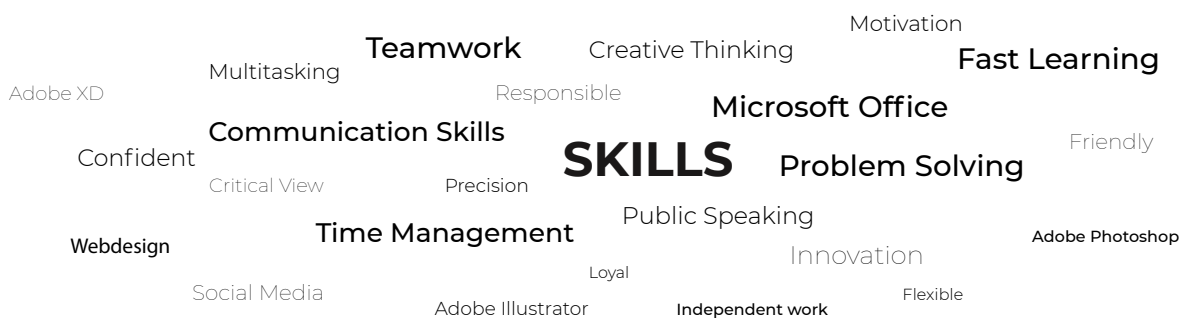 Motivation
Teamwork
Creative Thinking
Fast Learning
Multitasking
Adobe XD
Responsible
Microsoft Office
Communication Skills
Friendly
Confident
SKILLS
Problem Solving
Critical View
Precision
Public Speaking
Time Management
Adobe Photoshop
Webdesign
Innovation
Loyal
Social Media
Flexible
Adobe Illustrator
Independent work